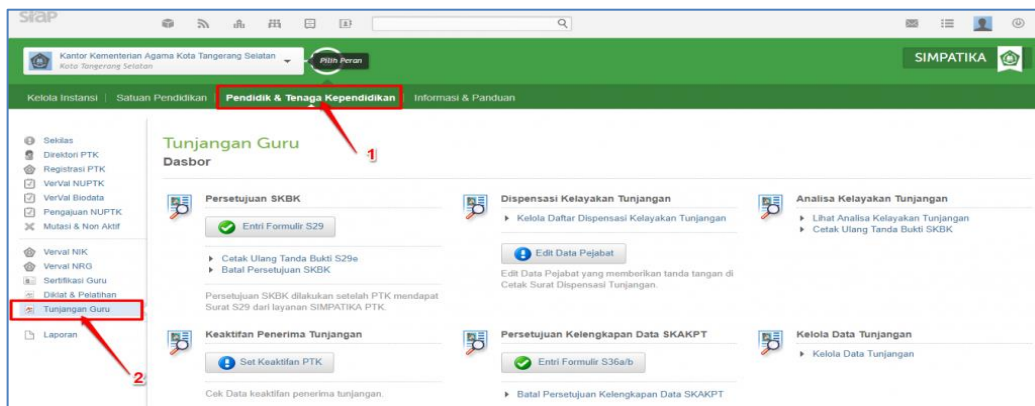 siap
Kantor Kementerian Agama Kota Tangerang Selatan
Kota Tangerang Selatan
Pilih Peran
SIMPATIKA
Kelola Instansi
Satuan Pendidikan
Pendidik & Tenaga Kependidikan
Informasi & Panduan
1
Sekilas
Direktori PTK
Registrasi PTK
VerVal NUPTK
VerVal Biodata
Pengajuan NUPTK
Mutasi & Non Aktif
Verval NIK
Verval NRG
Sertifikasi Guru
Diklat & Pelatihan
Tunjangan Guru
Laporan
2
Tunjangan Guru
Dasbor
Persetujuan SKBK
Entri Formulir S29
Cetak Ulang Tanda Bukti S29e
Batal Persetujuan SKBK
Persetujuan SKBK dilakukan setelah PTK mendapat
Surat S29 dari layanan SIMPATIKA PTK.
Dispensasi Kelayakan Tunjangan
Kelola Daftar Dispensasi Kelayakan Tunjangan
Edit Data Pejabat
Edit Data Pejabat yang memberikan tanda tangan di
Cetak Surat Dispensasi Tunjangan.
Analisa Kelayakan Tunjangan
Lihat Analisa Kelayakan Tunjangan
Cetak Ulang Tanda Bukti SKBK
Keaktifan Penerima Tunjangan
Set Keaktifan PTK
Cek Data keaktifan penerima tunjangan.
Persetujuan Kelengkapan Data SKAKPT
Entri Formulir S36a/b
Batal Persetujuan Kelengkapan Data SKAKPT
Kelola Data Tunjangan
Kelola Data Tunjangan